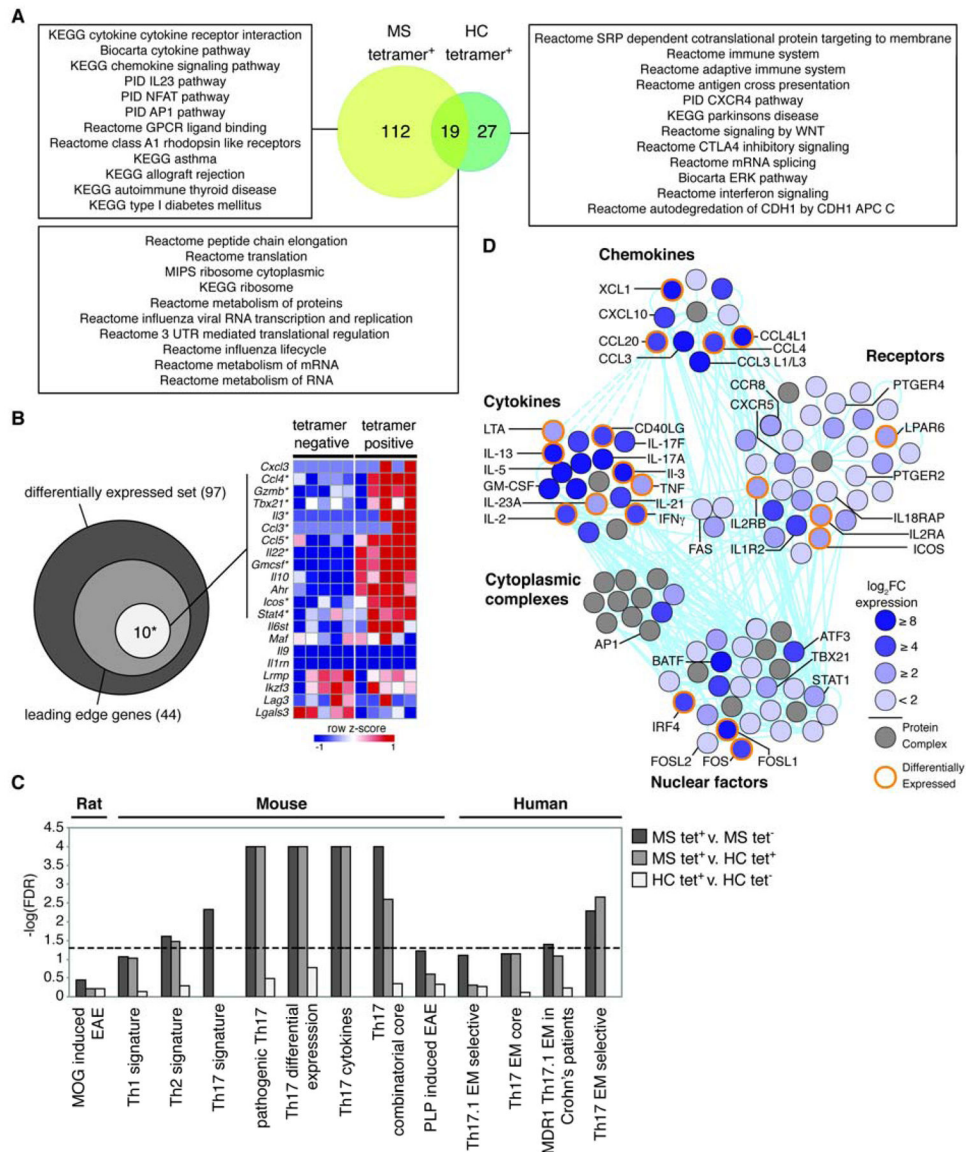 A
KEGG cytokine cytokine receptor interaction
Biocarta cytokine pathway
KEGG chemokine signaling pathway
PID IL23 pathway
PID NFAT pathway
PID AP1 pathway
Reactome GPCR ligand binding
Reactome class A1 rhodopsin like receptors
KEGG asthma
KEGG allograft rejection
KEGG autoimmune thyroid disease
KEGG type I diabetes mellitus
MS tetramer+
HC tetramer+
112
19
27
Reactome SRP dependent cotranslational protein targeting to membrane
Reactome immune system
Reactome adaptive immune system
Reactome antigen cross presentation
PID CXCR4 pathway
KEGG parkinsons disease
Reactome signaling by WNT
Reactome CTLA4 inhibitory signaling
Reactome mRNA splicing
Biocarta ERK pathway
Reactome interferon signaling
Reactome autodegredation of CDH1 by CDH1 APC C
Reactome peptide chain elongation
Reactome translation
MIPS ribosome cytoplasmic
KEGG ribosome
Reactome metabolism of proteins
Reactome influenza viral RNA transcription and replication
Reactome 3 UTR mediated translational regulation
Reactome influenza lifecycle
Reactome metabolism of mRNA
Reactome metabolism of RNA
B
differentially expressed set (97)
10*
leading edge genes (44)
tetramer negative
tetramer positive
Cxcl3
Ccl4*
Gzmb*
Tbx21*
Il3*
Ccl3*
Ccl5*
Il22*
Gmcsf*
Il10
Ahr
Icos*
Stat4*
Il6st
Maf
Il9
Il1rn
Lrmp
Ikzf3
Lag3
Lgals3
row z-score
-1
1
C
Rat
Mouse
Human
-log(FDR)
4.5
4
3.5
3
2.5
2
1.5
1
0.5
0
MOG induced EAE
Th1 signature
Th2 signature
Th17 signature
pathogenic Th17
Th17 differential expresssion
Th17 cytokines
Th17 combinatorial core
PLP induced EAE
Th17.1 EM selective
Th17 EM core
MDR1 Th17.1 EM in Crohn's patients
Th17 EM selective
MS tet+ v. MS tet-
MS tet+ v. HC tet+
HC tet+ v. HC tet-
D
Chemokines
XCL1
CXCL10
CCL20
CCL3
CCL4L1
CCL4
CCL3 L1/L3
Receptors
CCR8
CXCR5
PTGER4
LPAR6
PTGER2
IL18RAP
IL2RA
ICOS
IL2RB
IL1R2
FAS
Cytokines
LTA
IL-13
IL-5
GM-CSF
IL-23A
IL-2
CD40LG
IL-17F
IL-17A
Il-3
TNF
IL-21
IFNγ
Cytoplasmic complexes
AP1
BATF
ATF3
TBX21
STAT1
IRF4
FOSL2
FOS
FOSL1
Nuclear factors
log2FC expression
≥ 8
≥ 4
≥ 2
< 2
Protein Complex
Differentially Expressed